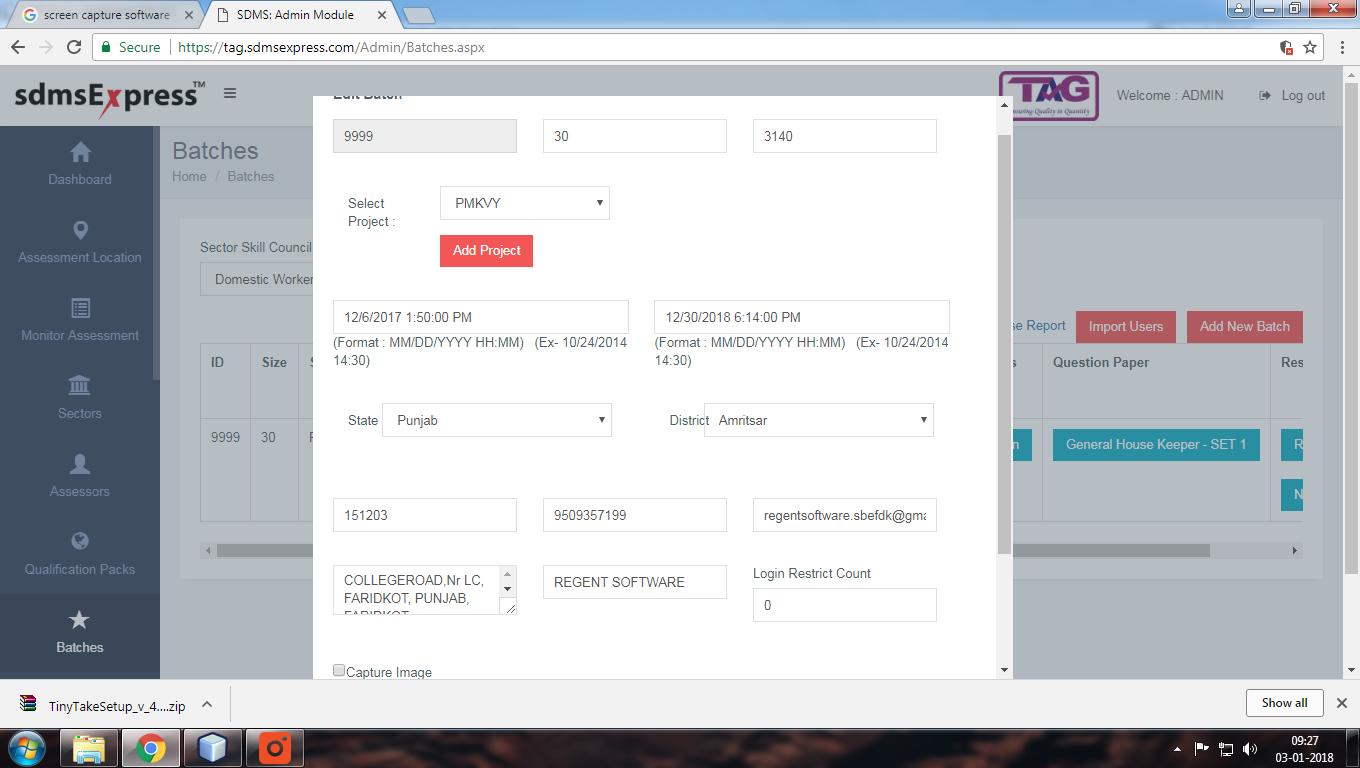 screen capture software
SDMS: Admin Module
Secure
https://tag.sdmsexpress.com/Admin/Batches.aspx
sdmsExpress™
TAG
Quality in Quantity
Welcome : ADMIN
Log out
Dashboard
Assessment Location
Monitor Assessment
Sectors
Assessors
Qualification Packs
Batches
Batches
Home / Batches
Sector Skill Council
Domestic Worker
Report
Import Users
Add New Batch
ID
Size
Question Paper
Res
9999
30
General House Keeper - SET 1
Edit Batch
9999
30
3140
Select
Project :
PMKVY
Add Project
12/6/2017 1:50:00 PM
12/30/2018 6:14:00 PM
(Format : MM/DD/YYYY HH:MM) (Ex- 10/24/2014
14:30)
(Format : MM/DD/YYYY HH:MM) (Ex- 10/24/2014
14:30)
State
Punjab
District
Amritsar
151203
9509357199
regentsoftware.sbefdk@gma
COLLEGEROAD,Nr LC,
FARIDKOT, PUNJAB,
FARIDKOT
REGENT SOFTWARE
Login Restrict Count
0
Capture Image
TinyTakeSetup_v_4....zip
Show all
09:27
03-01-2018